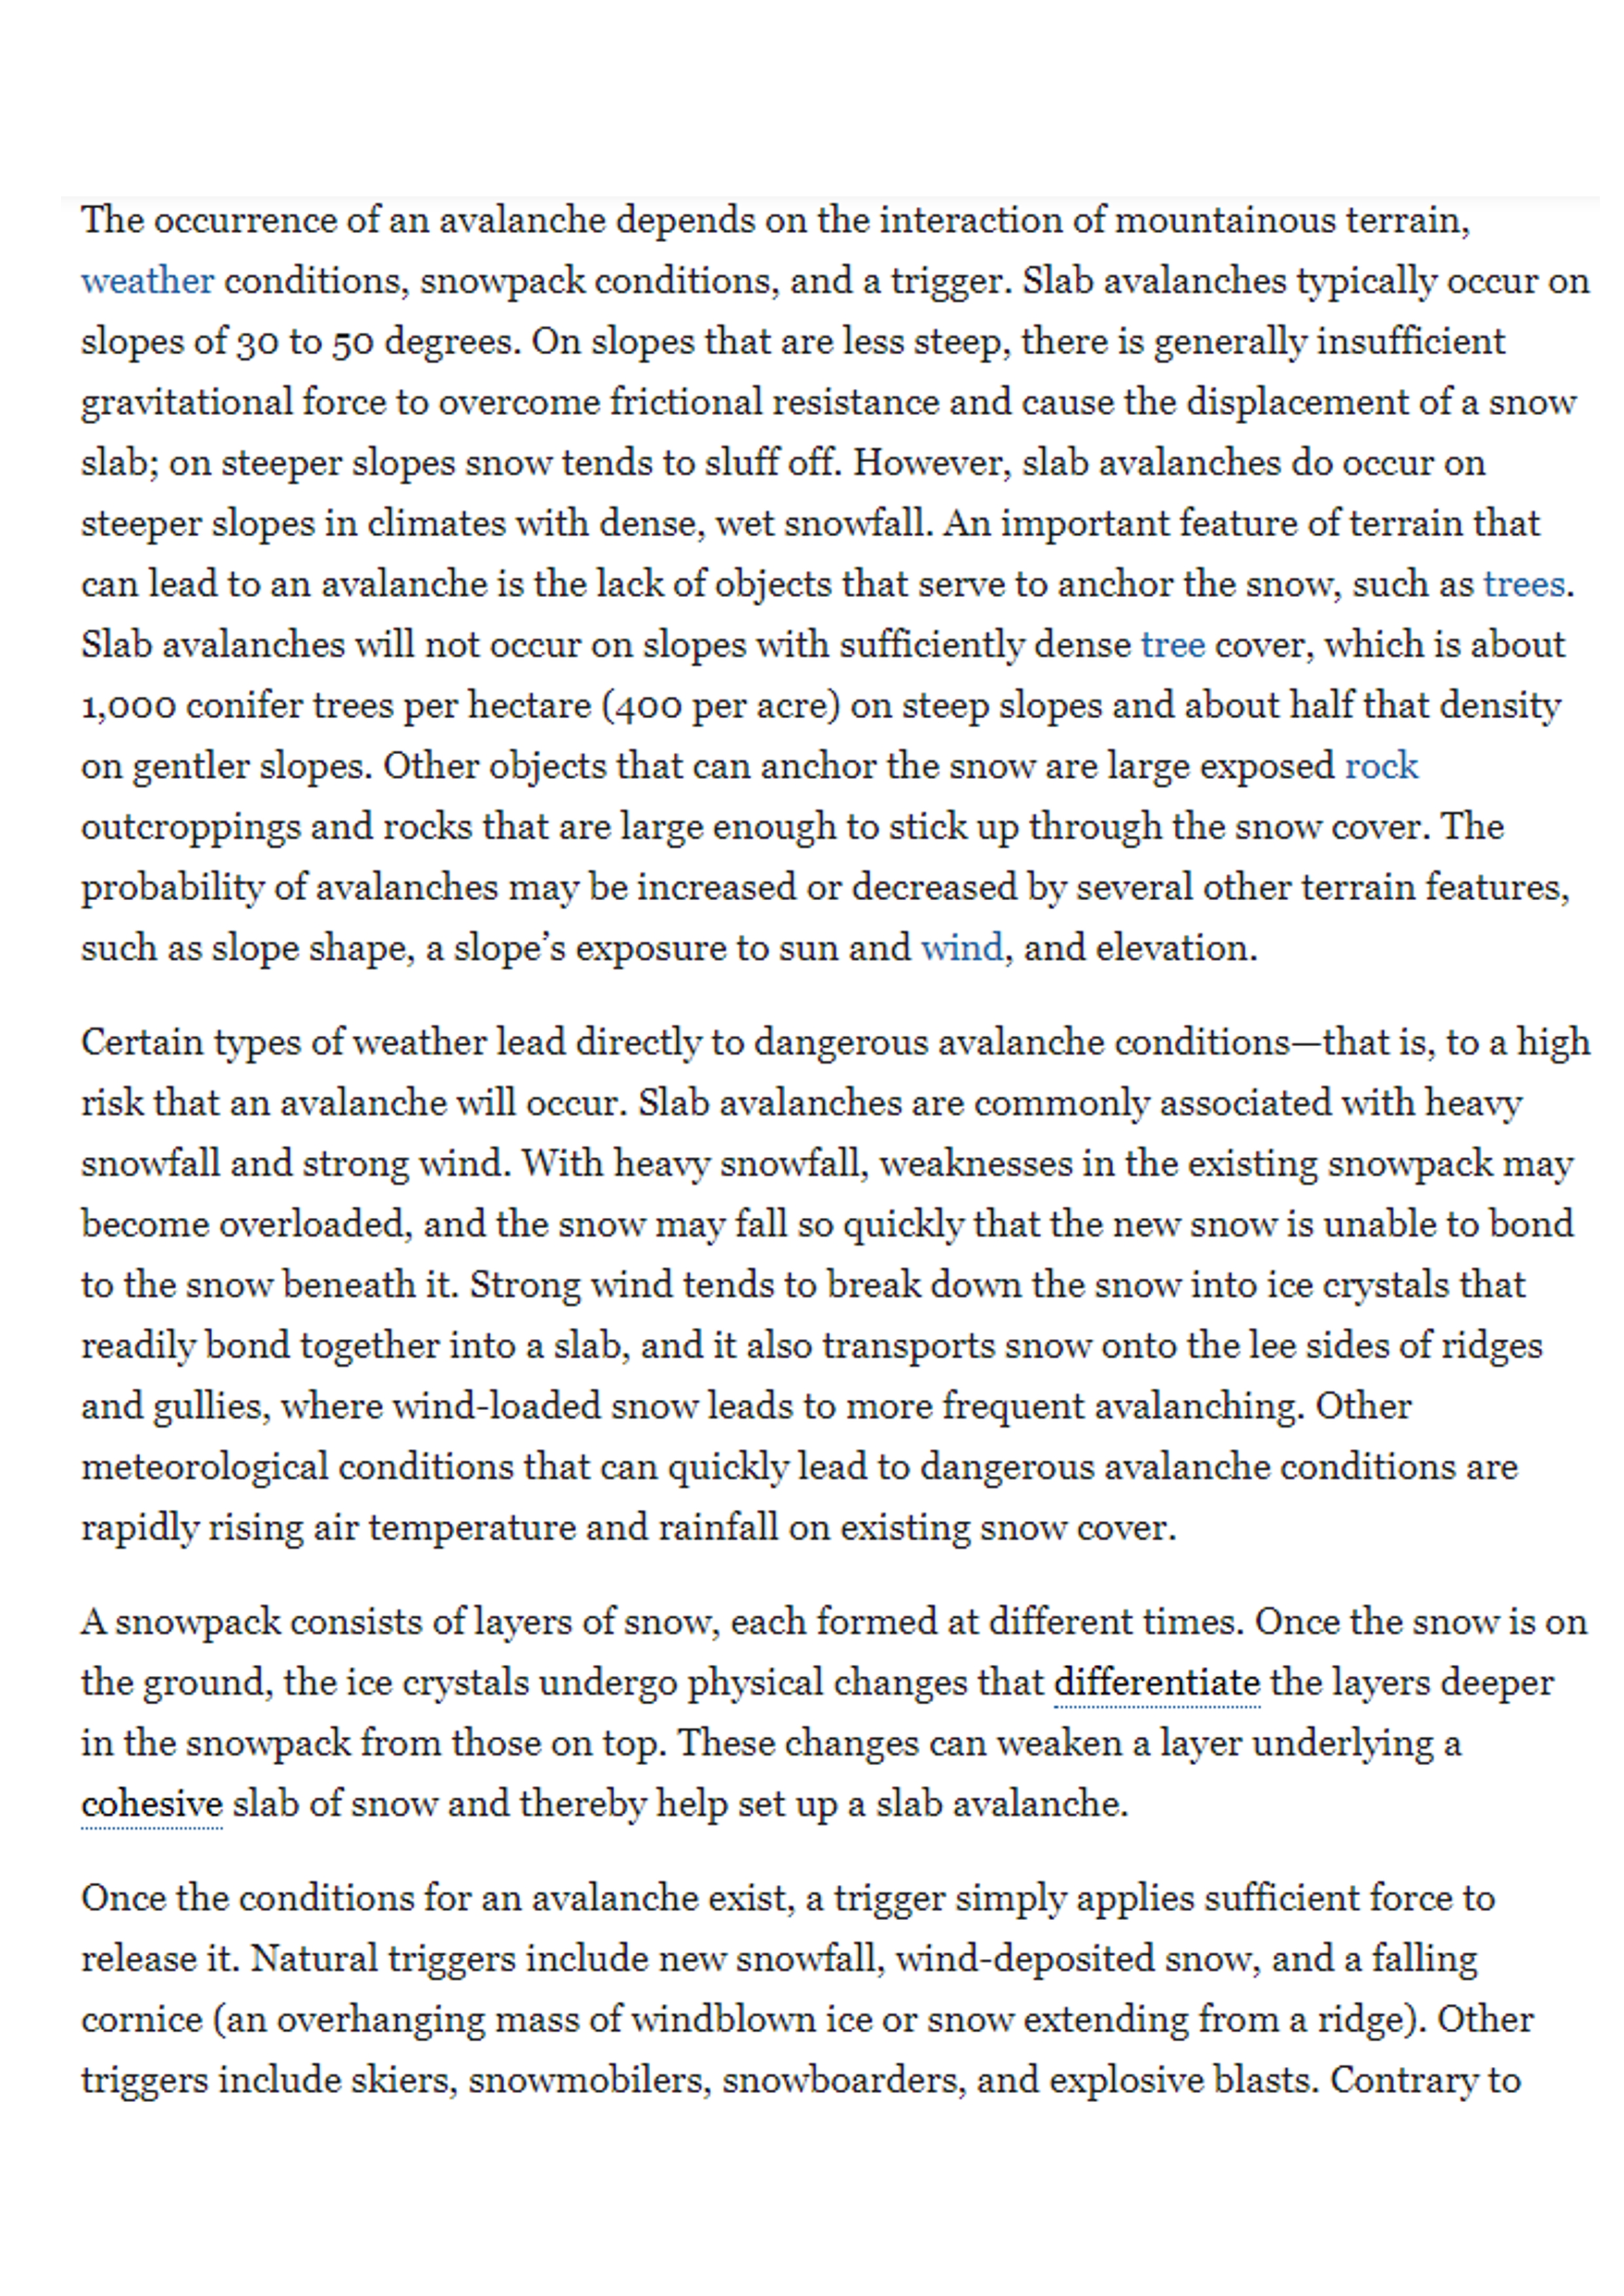 The occurrence of an avalanche depends on the interaction of mountainous terrain,
weather conditions, snowpack conditions, and a trigger. Slab avalanches typically occur on
slopes of 30 to 50 degrees. On slopes that are less steep, there is generally insufficient
gravitational force to overcome frictional resistance and cause the displacement of a snow
slab; on steeper slopes snow tends to sluff off. However, slab avalanches do occur on
steeper slopes in climates with dense, wet snowfall. An important feature of terrain that
can lead to an avalanche is the lack of objects that serve to anchor the snow, such as trees.
Slab avalanches will not occur on slopes with sufficiently dense tree cover, which is about
1,000 conifer trees per hectare (400 per acre) on steep slopes and about half that density
on gentler slopes. Other objects that can anchor the snow are large exposed rock
outcroppings and rocks that are large enough to stick up through the snow cover. The
probability of avalanches may be increased or decreased by several other terrain features,
such as slope shape, a slope’s exposure to sun and wind, and elevation.
Certain types of weather lead directly to dangerous avalanche conditions—that is, to a high
risk that an avalanche will occur. Slab avalanches are commonly associated with heavy
snowfall and strong wind. With heavy snowfall, weaknesses in the existing snowpack may
become overloaded, and the snow may fall so quickly that the new snow is unable to bond
to the snow beneath it. Strong wind tends to break down the snow into ice crystals that
readily bond together into a slab, and it also transports snow onto the lee sides of ridges
and gullies, where wind-loaded snow leads to more frequent avalanching. Other
meteorological conditions that can quickly lead to dangerous avalanche conditions are
rapidly rising air temperature and rainfall on existing snow cover.
A snowpack consists of layers of snow, each formed at different times. Once the snow is on
the ground, the ice crystals undergo physical changes that differentiate the layers deeper
in the snowpack from those on top. These changes can weaken a layer underlying a
cohesive slab of snow and thereby help set up a slab avalanche.
Once the conditions for an avalanche exist, a trigger simply applies sufficient force to
release it. Natural triggers include new snowfall, wind-deposited snow, and a falling
cornice (an overhanging mass of windblown ice or snow extending from a ridge). Other
triggers include skiers, snowmobilers, snowboarders, and explosive blasts. Contrary to